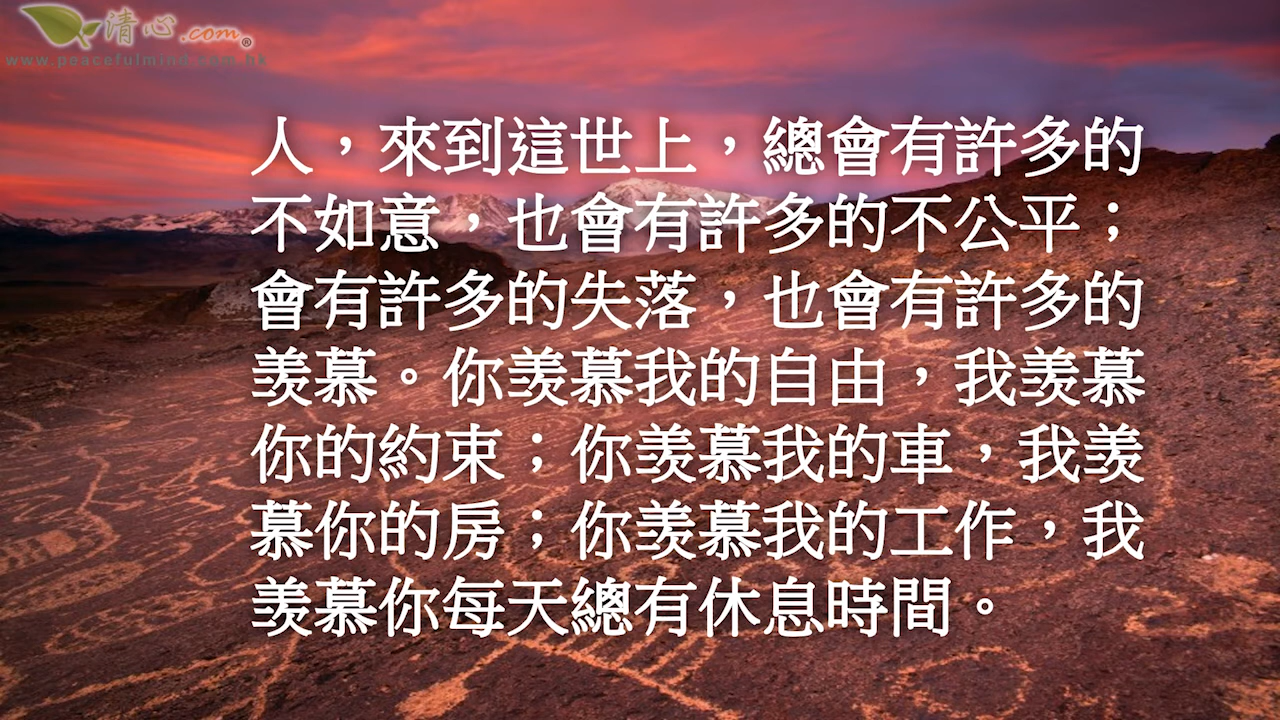 清心.com®
www.peacefulmind.com.hk
人，來到這世上，總會有許多的
不如意，也會有許多的不公平；
會有許多的失落，也會有許多的
羨慕。你羨慕我的自由，我羨慕
你的約束；你羨慕我的車，我羨
慕你的房；你羨慕我的工作，我
羨慕你每天總有休息時間。